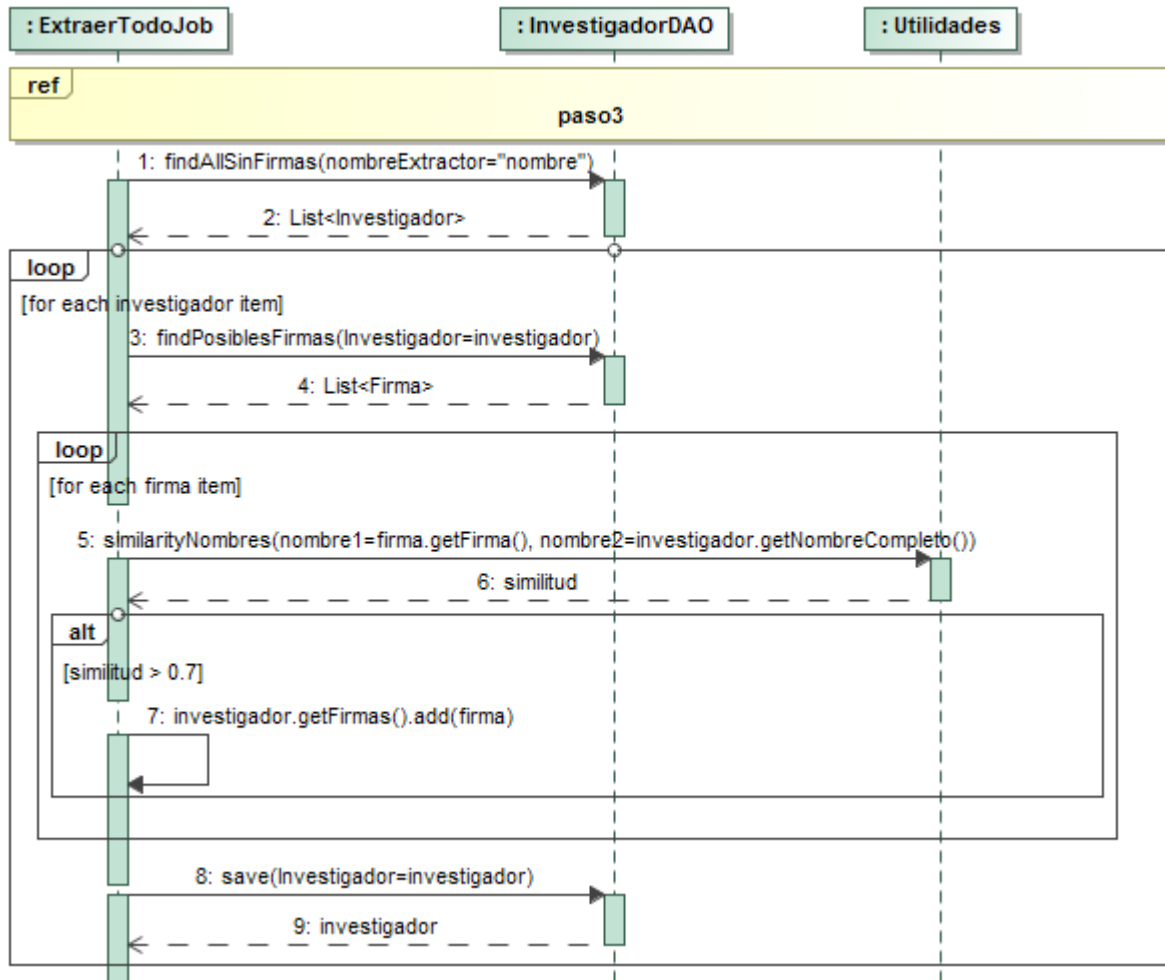 : ExtraerTodoJob
: InvestigadorDAO
: Utilidades
ref
paso3
1: findAllSinFirmas(nombreExtractor="nombre")
2: List<Investigador>
loop
[for each investigador item]
3: findPosiblesFirmas(Investigador=investigador)
4: List<Firma>
loop
[for each firma item]
5: similarityNombres(nombre1=firma.getFirma(), nombre2=investigador.getNombreCompleto())
6: similitud
alt
[similitud > 0.7]
7: investigador.getFirmas().add(firma)
8: save(Investigador=investigador)
9: investigador